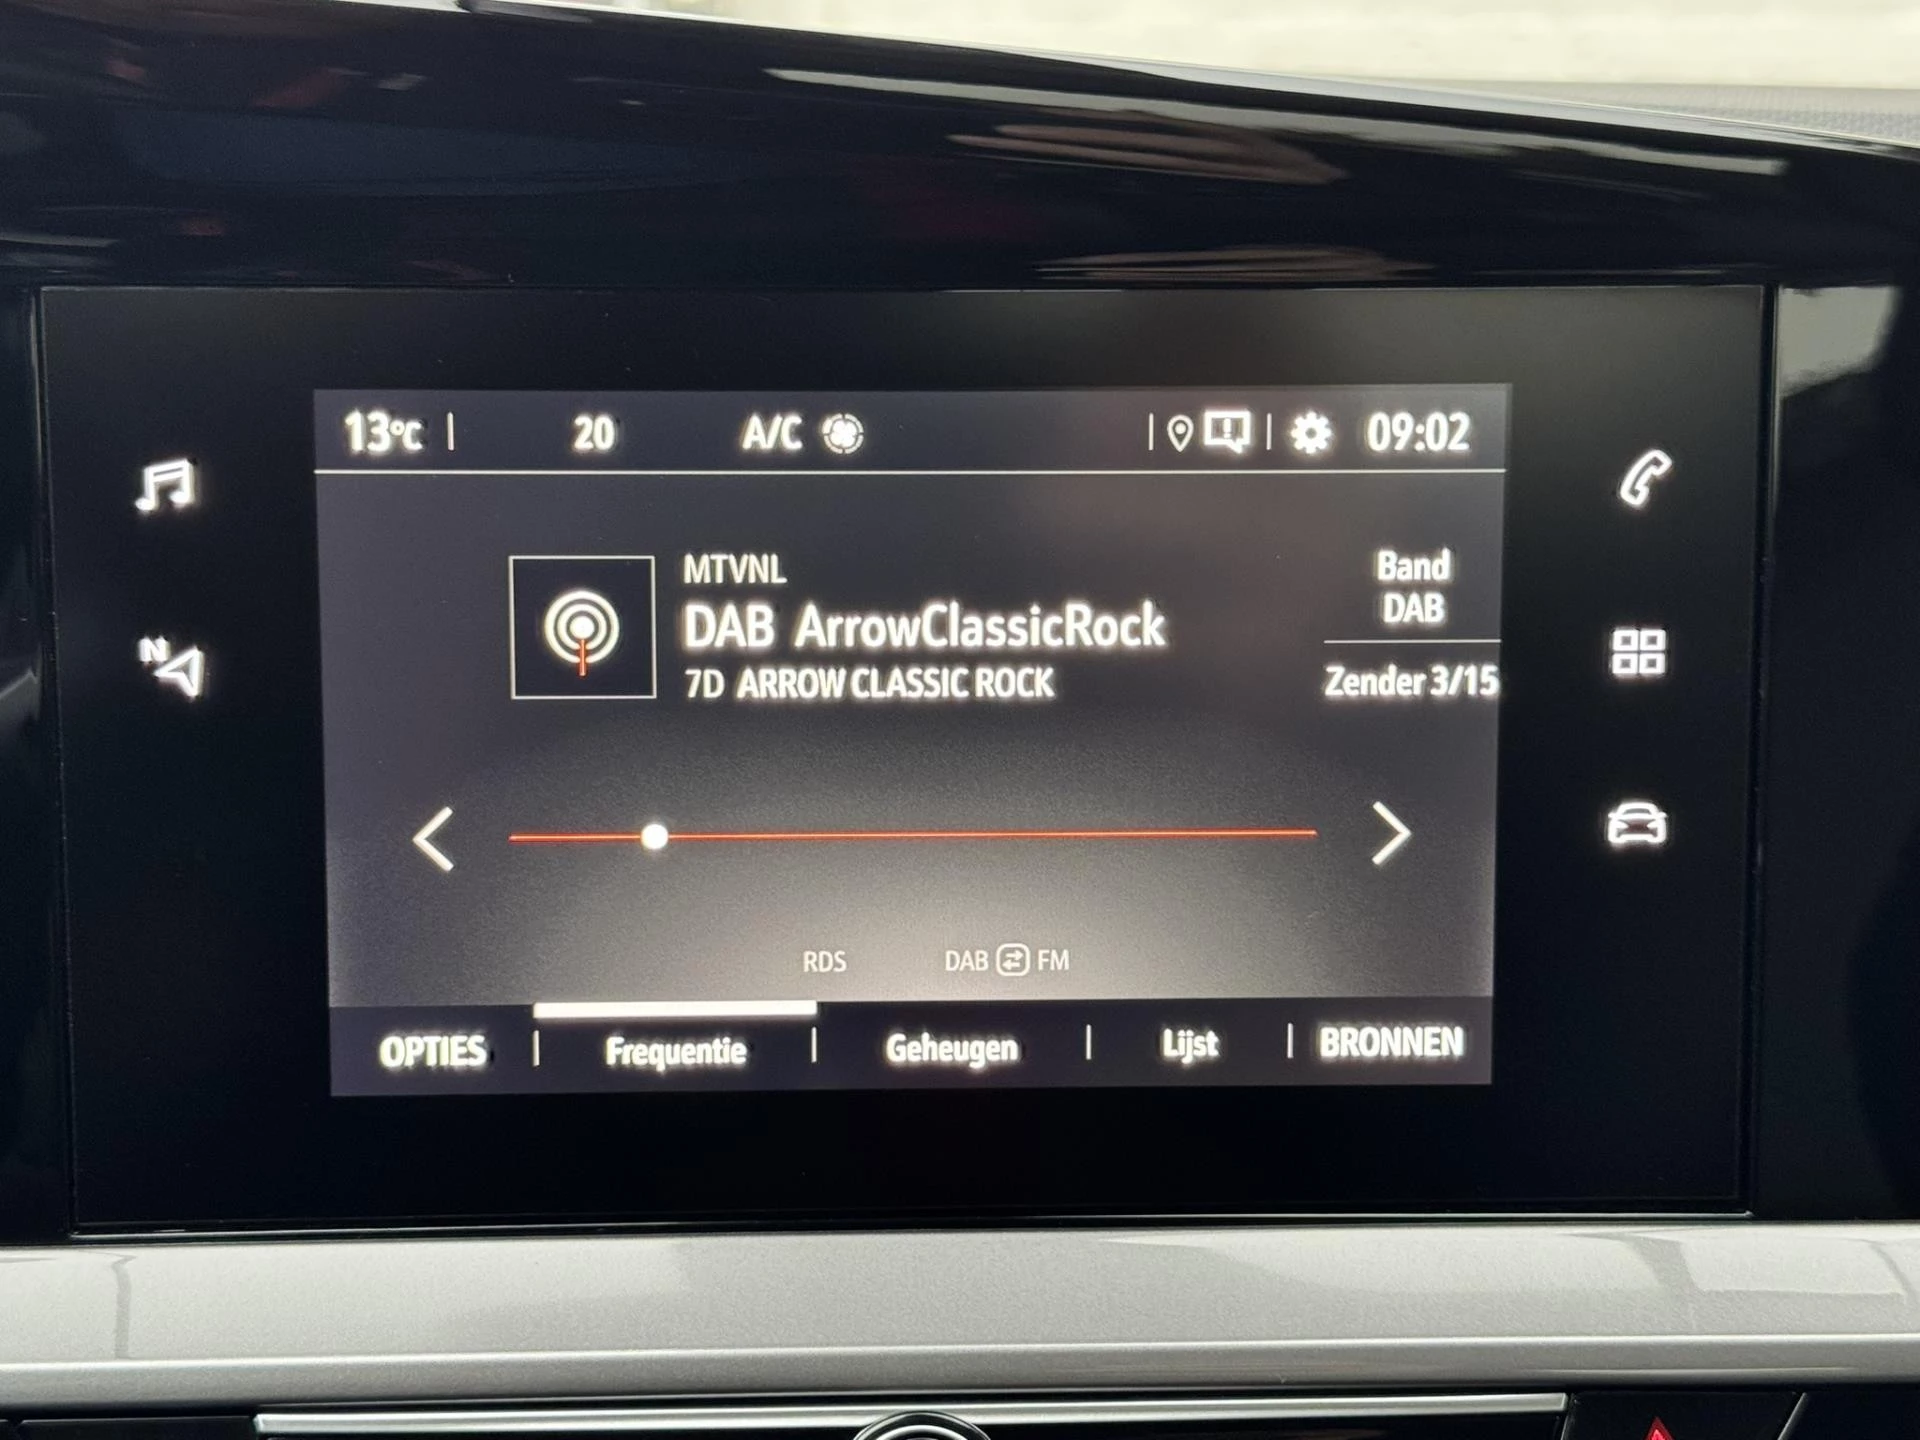 13°C 20 A/C 09:02
MTVNL
DAB ArrowClassicRock
7D ARROW CLASSIC ROCK
Band
DAB
Zender 3/15
N
RDS DAB FM
OPTIES Frequentie Geheugen Lijst BRONNEN